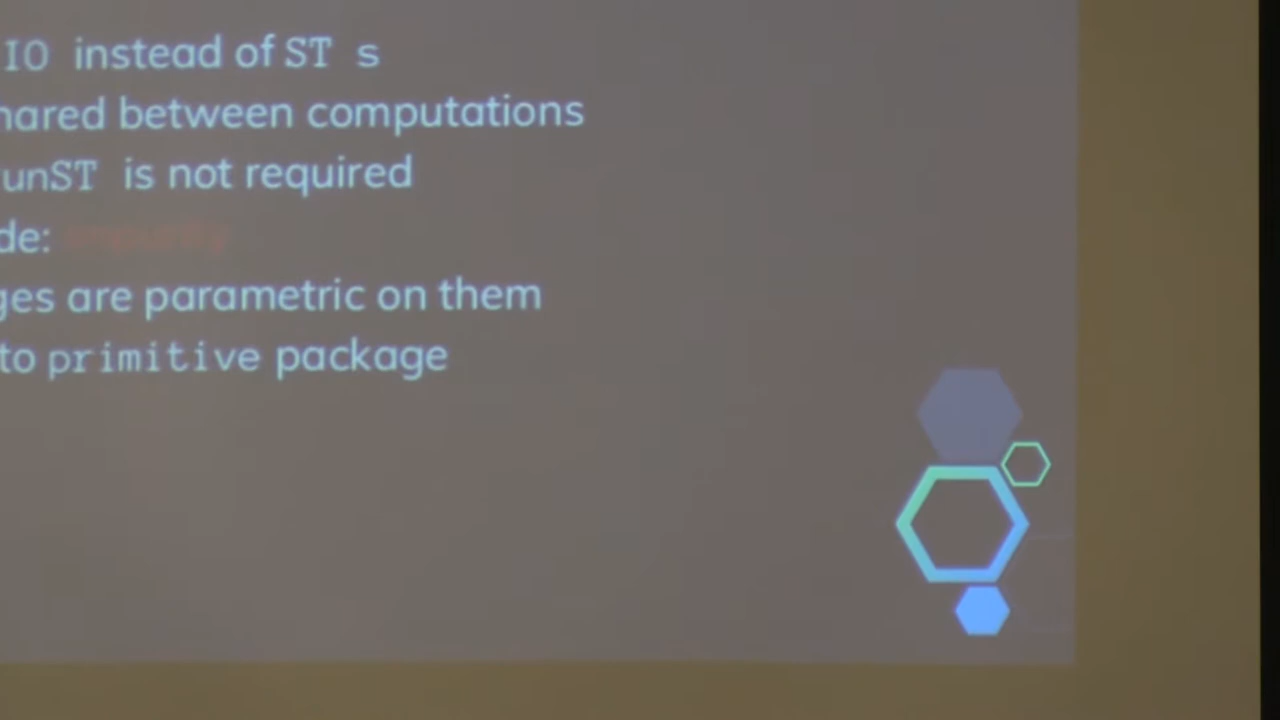 IO instead of ST s
hared between computations
unST is not required
de: impurity
ges are parametric on them
to primitive package